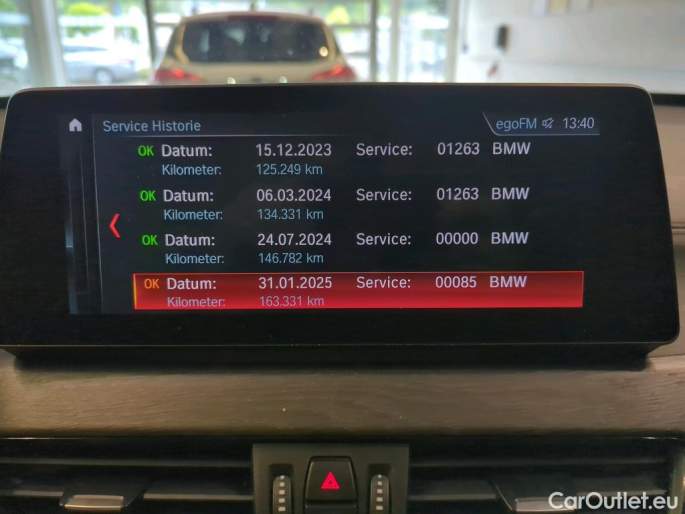 Service Historie
egoFM 13:40
OK Datum: 15.12.2023 Service: 01263 BMW
Kilometer: 125.249 km
OK Datum: 06.03.2024 Service: 01263 BMW
Kilometer: 134.331 km
OK Datum: 24.07.2024 Service: 00000 BMW
Kilometer: 146.782 km
OK Datum: 31.01.2025 Service: 00085 BMW
Kilometer: 163.331 km
CarOutlet.eu